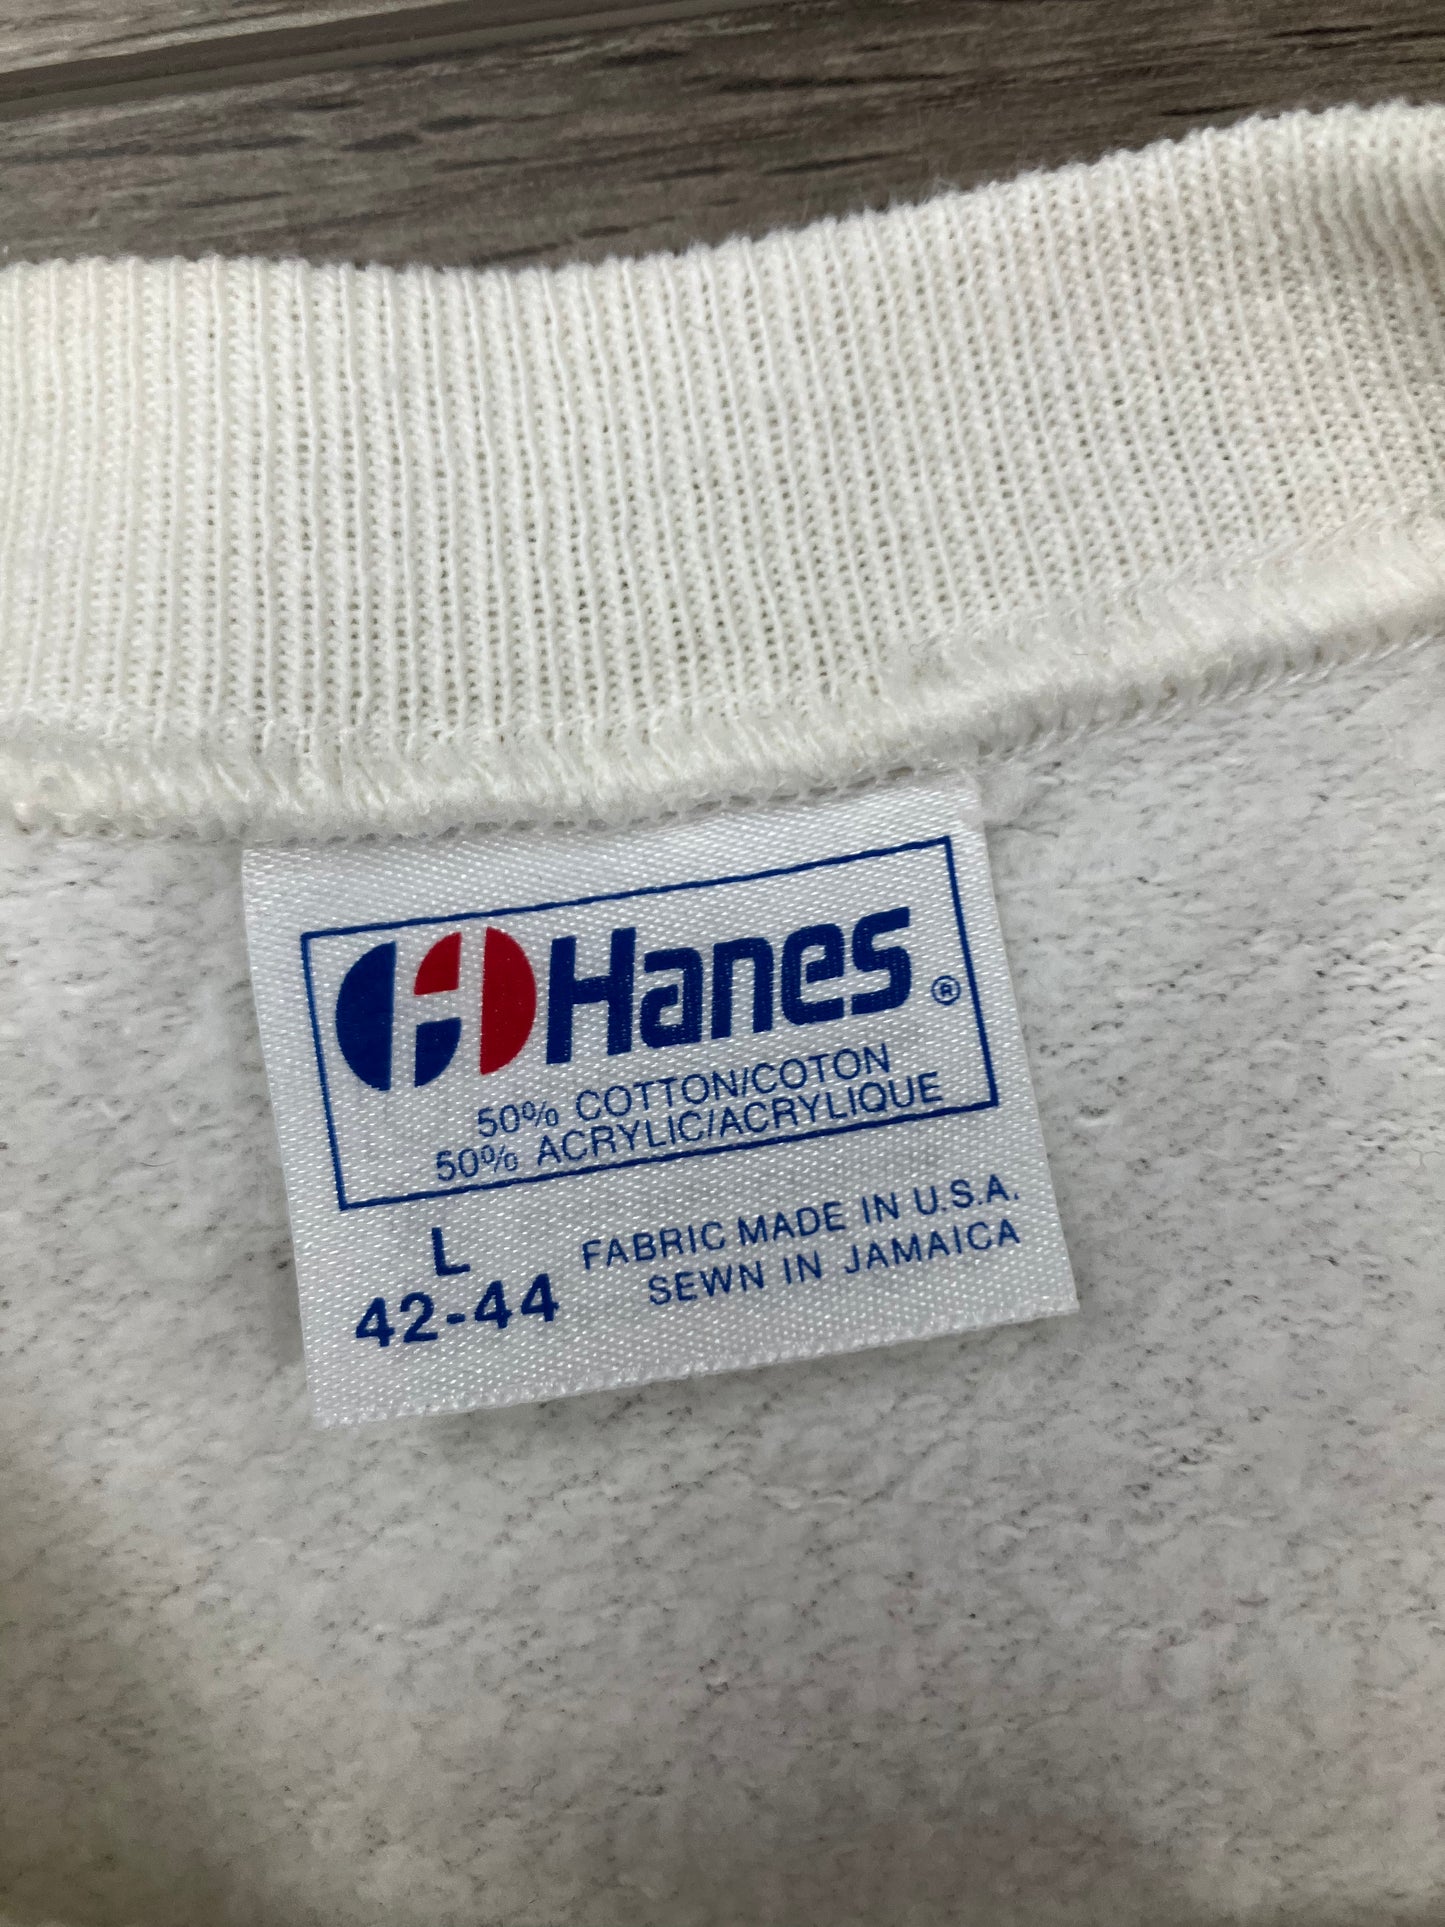 Hanes®
50% COTTON/COTON
50% ACRYLIC/ACRYLIQUE
L
42-44
FABRIC MADE IN U.S.A.
SEWN IN JAMAICA